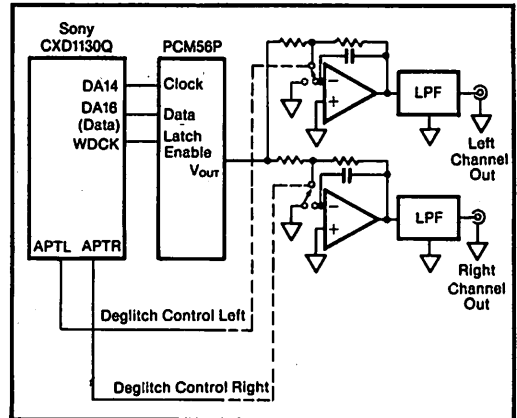 Sony
CXD1130Q
PCM56P
DA14
Clock
DA16
(Data)
Data
WDCK
Latch
Enable
VOUT
APTL APTR
−
+
LPF
Left
Channel
Out
−
+
LPF
Right
Channel
Out
Deglitch Control Left
Deglitch Control Right